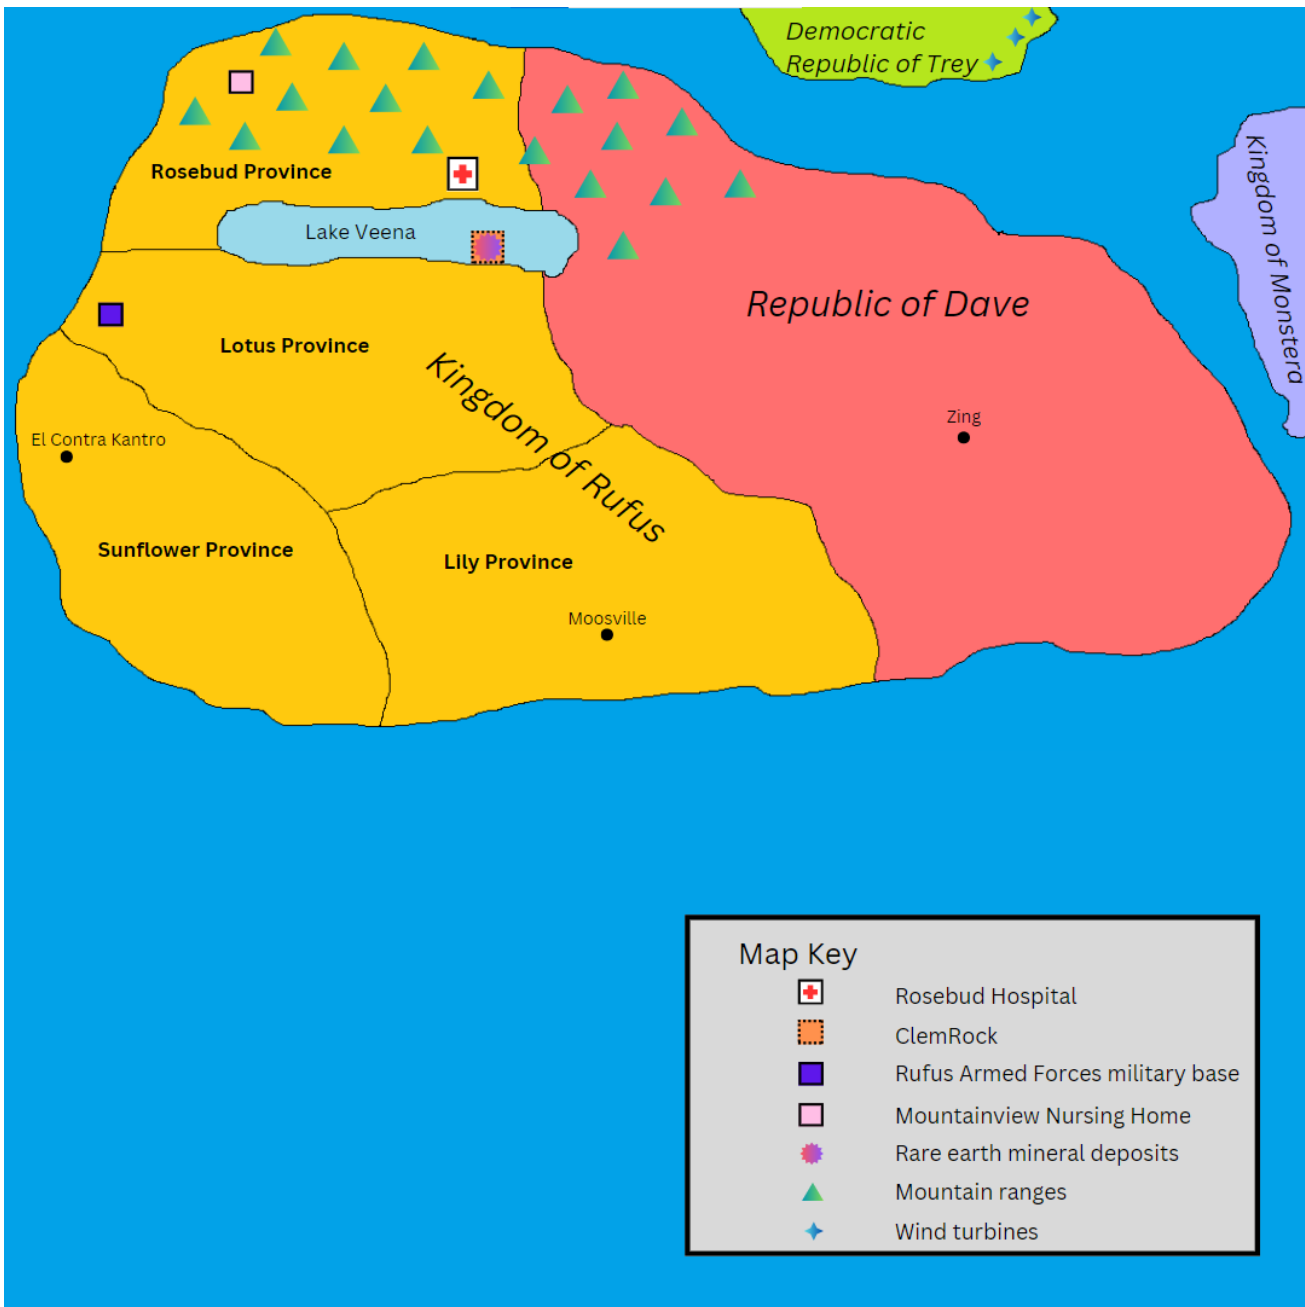 Democratic
Republic of Trey
Kingdom of Monstera
Rosebud Province
Lake Veena
Republic of Dave
Lotus Province
Kingdom of Rufus
Zing
El Contra Kantro
Sunflower Province
Lily Province
Moosville
Map Key
Rosebud Hospital
ClemRock
Rufus Armed Forces military base
Mountainview Nursing Home
Rare earth mineral deposits
Mountain ranges
Wind turbines